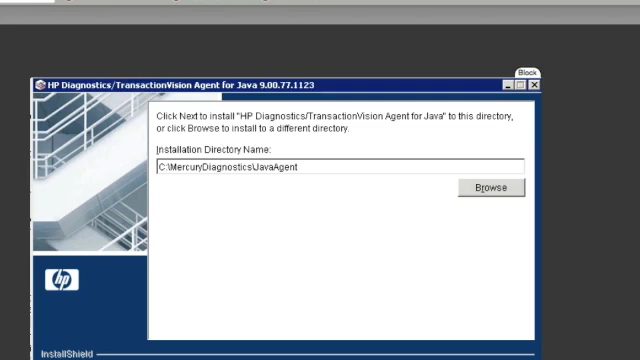 Block
HP Diagnostics/TransactionVision Agent for Java 9.00.77.1123
Click Next to install "HP Diagnostics/TransactionVision Agent for Java" to this directory,
or click Browse to install to a different directory.
Installation Directory Name:
C:\MercuryDiagnostics\JavaAgent
Browse
hp
InstallShield